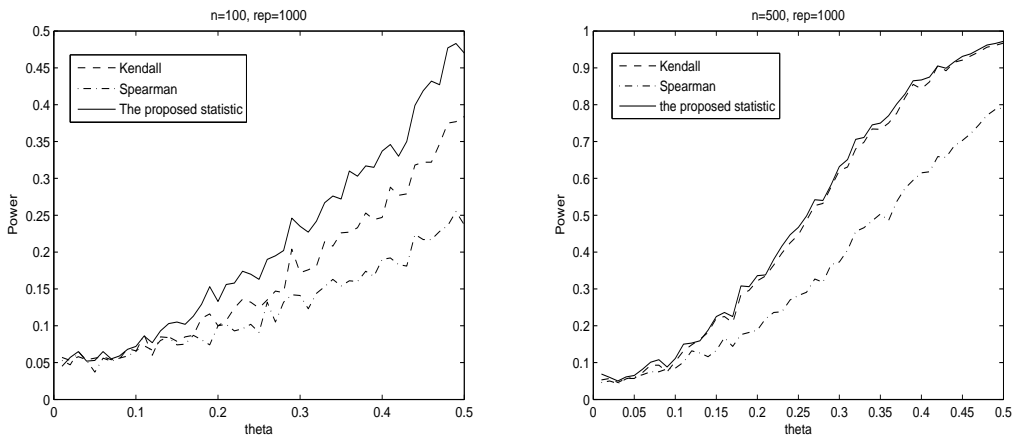 n=100, rep=1000
0.5
0.45
0.4
0.35
0.3
0.25
0.2
0.15
0.1
0.05
0
Power
Kendall
Spearman
The proposed statistic
0 0.1 0.2 0.3 0.4 0.5
theta
n=500, rep=1000
1
0.9
0.8
0.7
0.6
0.5
0.4
0.3
0.2
0.1
0
Power
Kendall
Spearman
the proposed statistic
0 0.05 0.1 0.15 0.2 0.25 0.3 0.35 0.4 0.45 0.5
theta